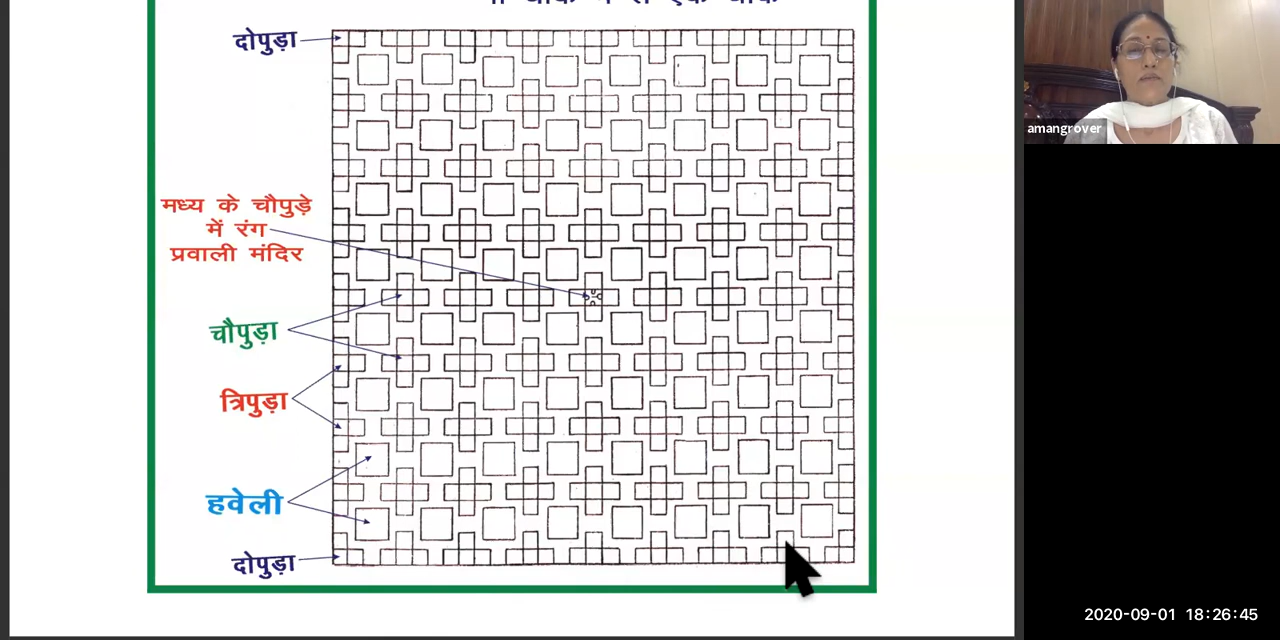 दोपुड़ा
मध्य के चौपुड़े
में रंग
प्रवाली मंदिर
चौपुड़ा
त्रिपुड़ा
हवेली
दोपुड़ा
amangrover
2020-09-01 18:26:45